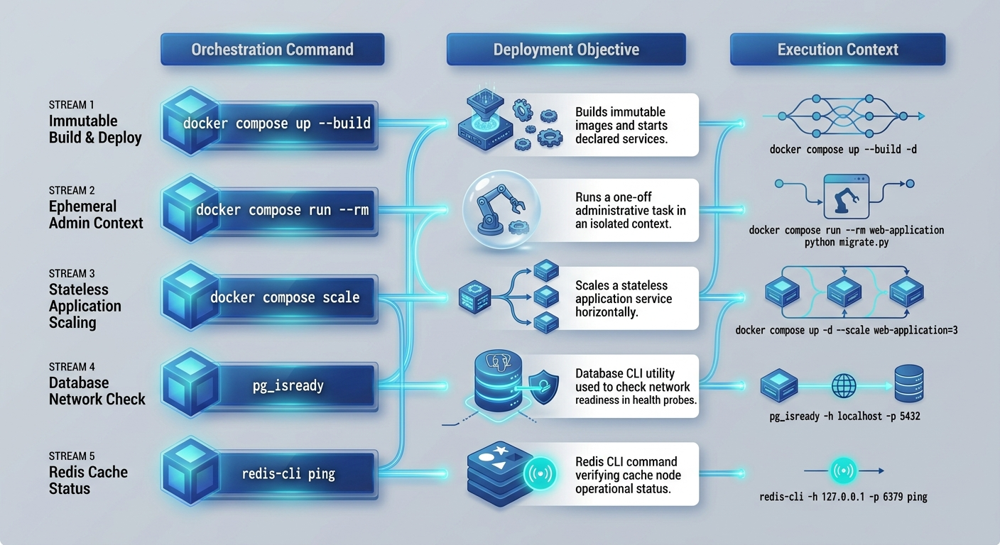 Orchestration Command
Deployment Objective
Execution Context
STREAM 1
Immutable
Build & Deploy
docker compose up --build
Builds immutable
images and starts
declared services.
docker compose up --build -d
STREAM 2
Ephemeral
Admin Context
docker compose run --rm
Runs a one-off
administrative task in
an isolated context.
docker compose run --rm web-application
python migrate.py
STREAM 3
Stateless
Application
Scaling
docker compose scale
Scales a stateless
application service
horizontally.
docker compose up -d --scale web-application=3
STREAM 4
Database
Network Check
pg_isready
Database CLI utility
used to check network
readiness in health probes.
pg_isready -h localhost -p 5432
STREAM 5
Redis Cache
Status
redis-cli ping
Redis CLI command
verifying cache node
operational status.
redis-cli -h 127.0.0.1 -p 6379 ping